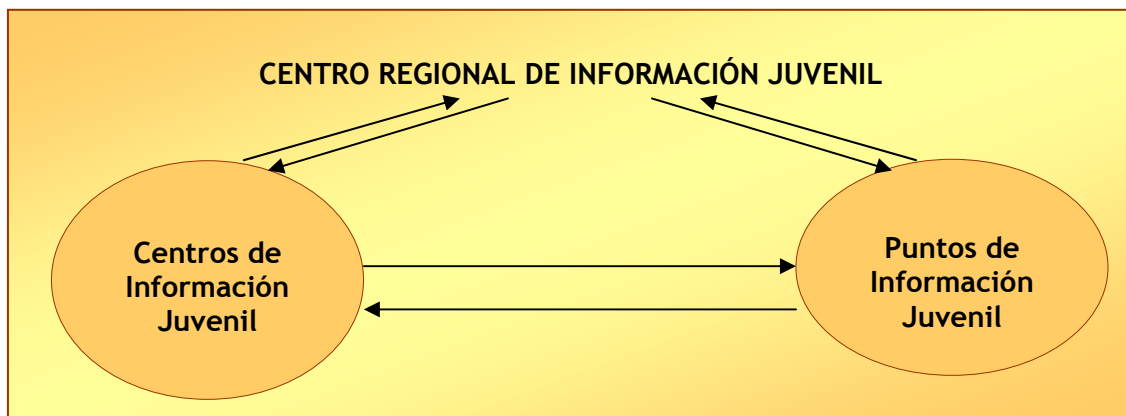 CENTRO REGIONAL DE INFORMACIÓN JUVENIL
Centros de
Información
Juvenil
Puntos de
Información
Juvenil